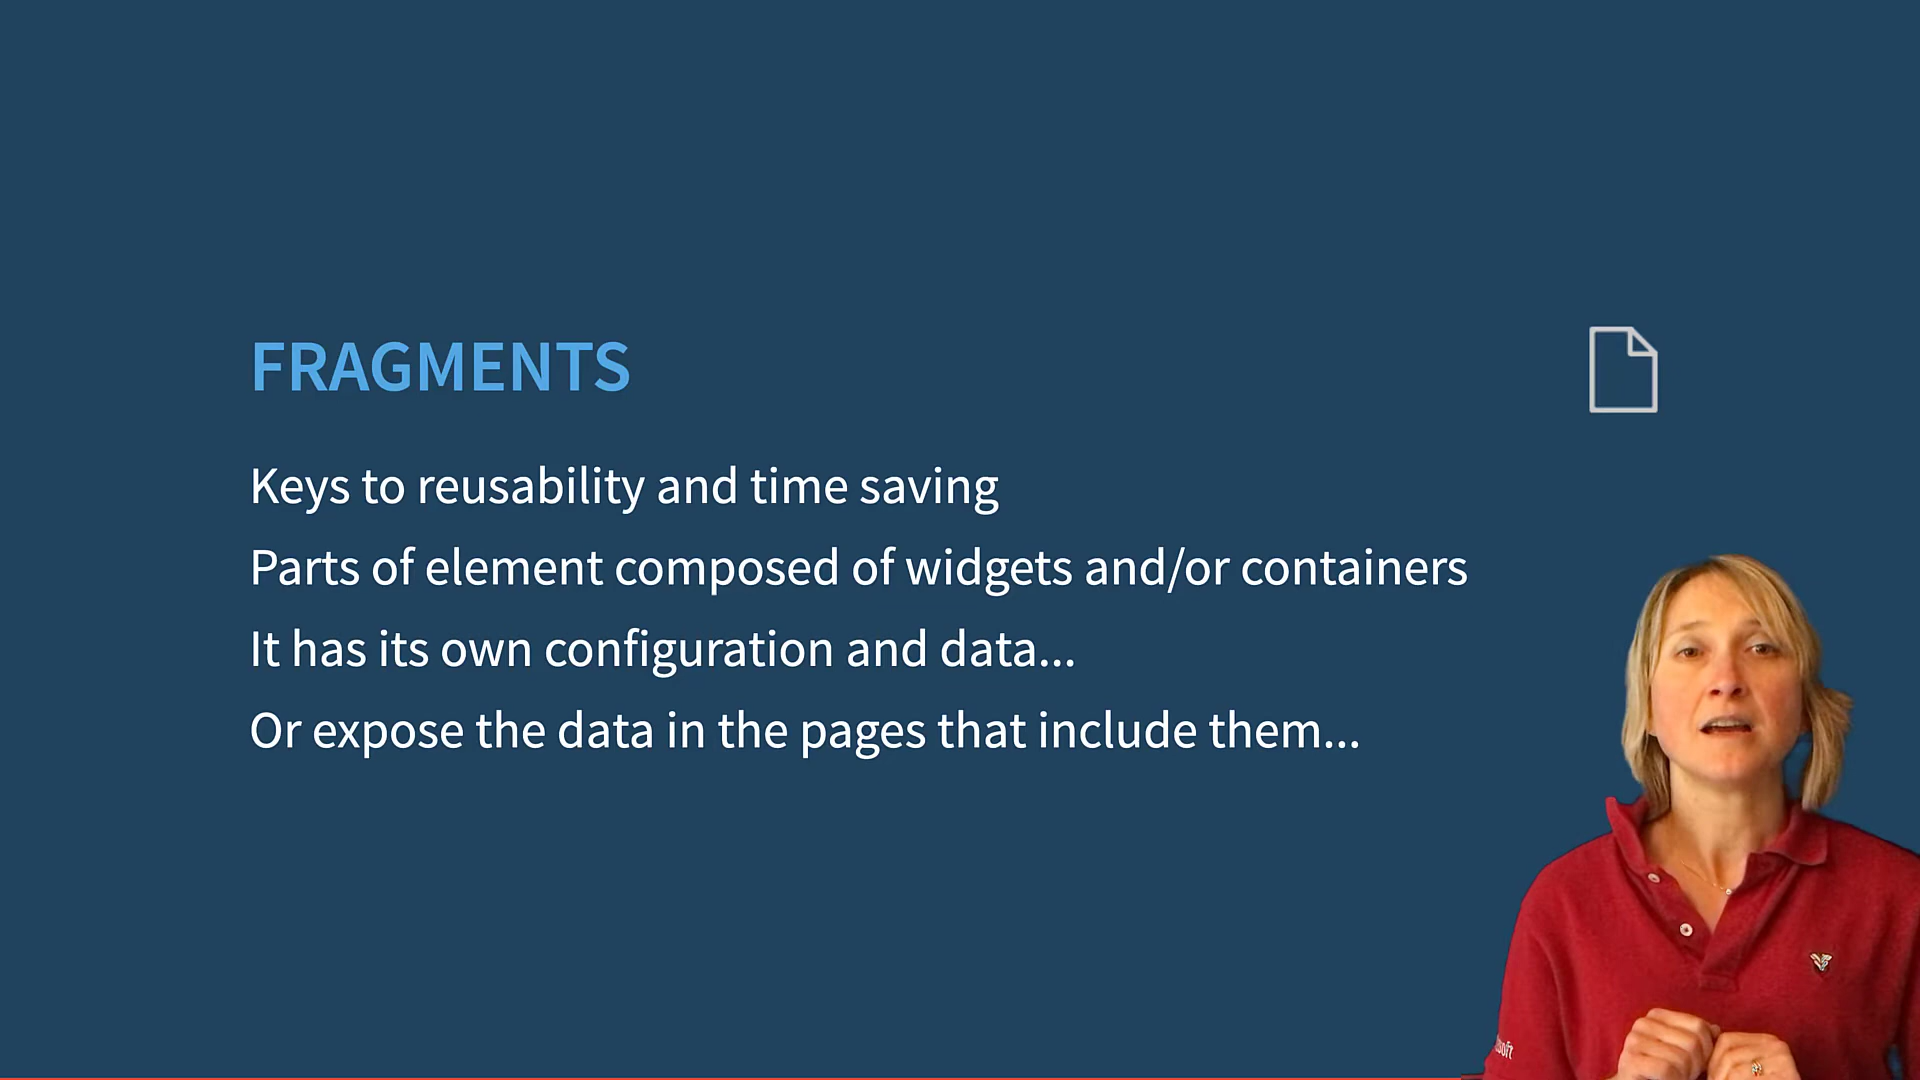 FRAGMENTS
Keys to reusability and time saving
Parts of element composed of widgets and/or containers
It has its own configuration and data...
Or expose the data in the pages that include them...